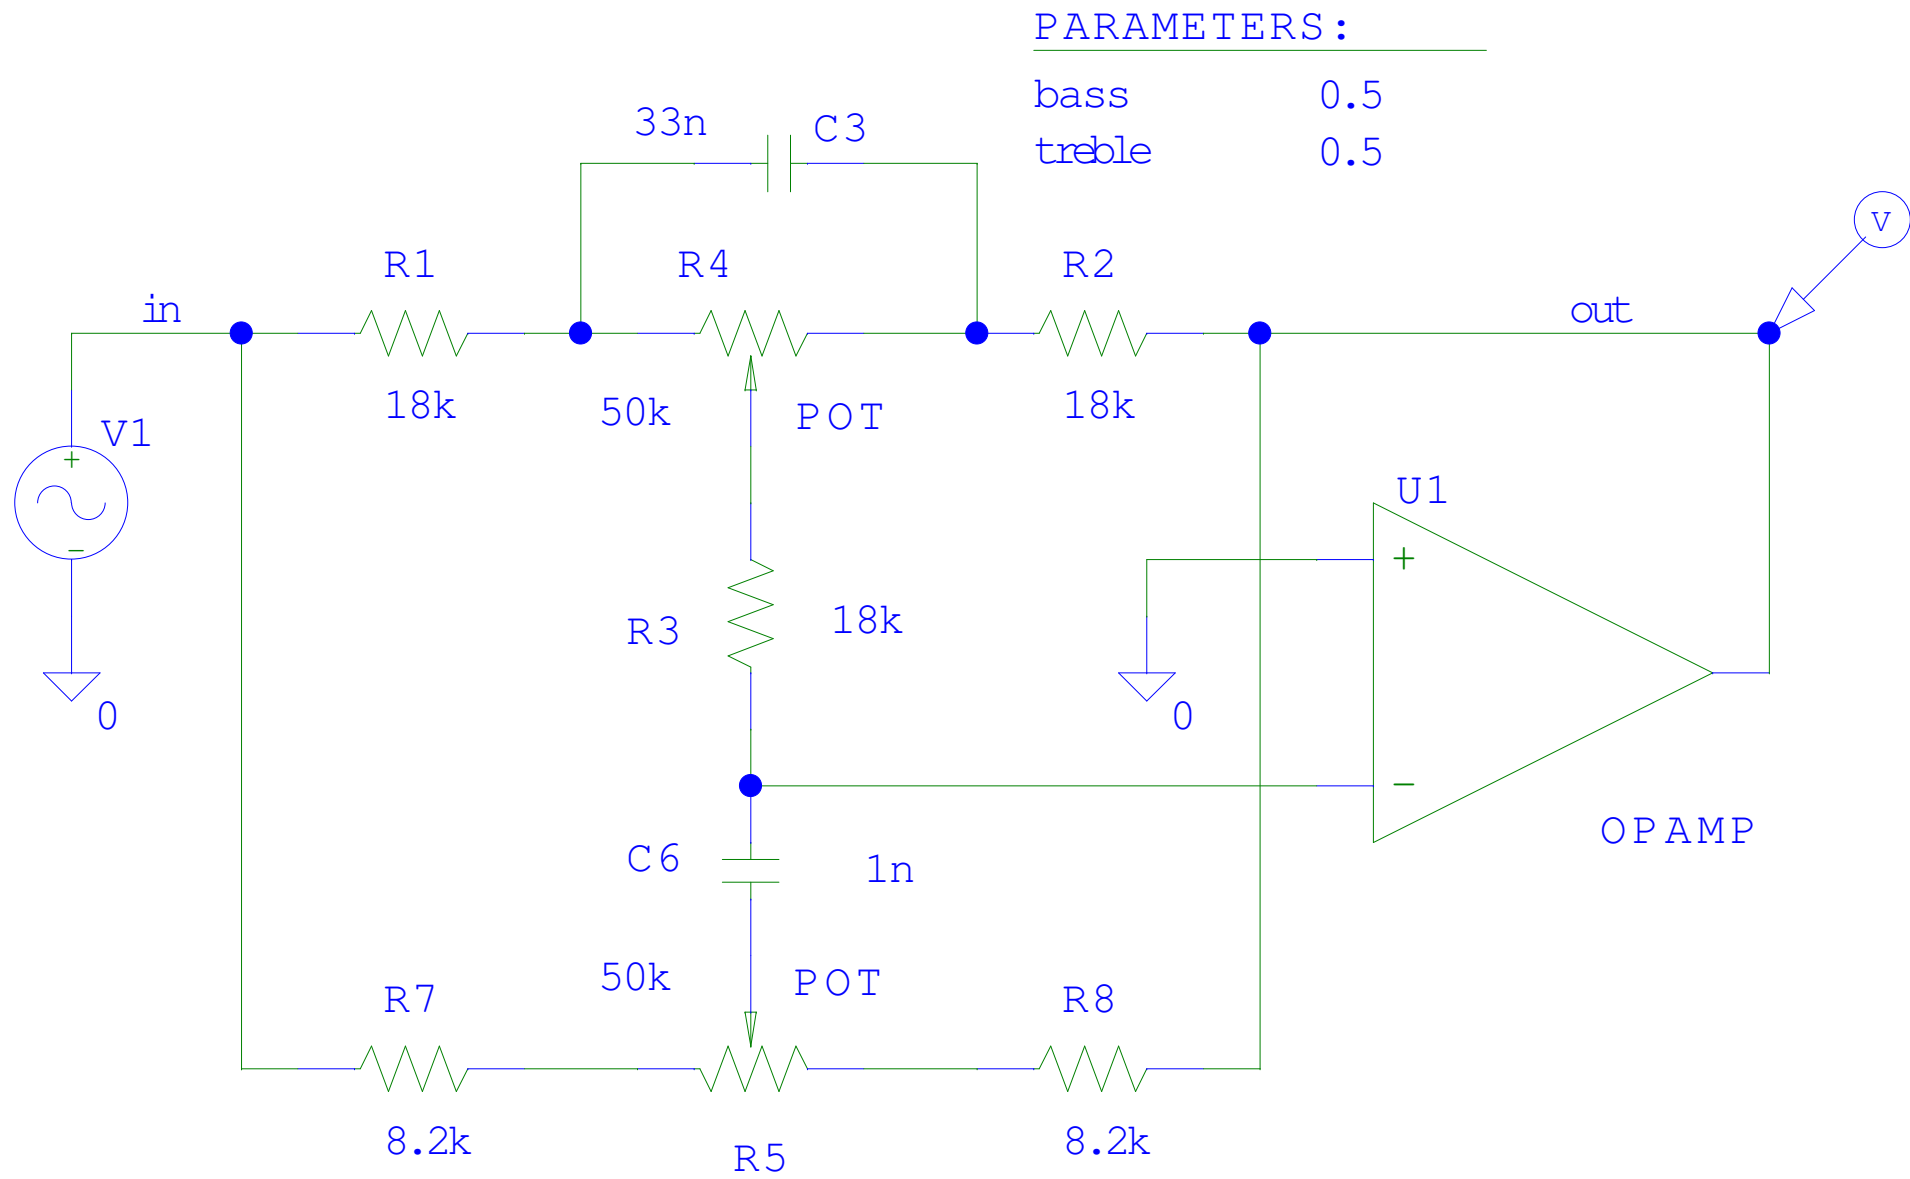 PARAMETERS:
bass 0.5
treble 0.5
33n C3
V
R1 R4 R2
in out
18k 50k POT 18k
V1
+
−
0
U1
+
−
OPAMP
R3 18k
0
C6 1n
50k POT
R7 R8
8.2k R5 8.2k